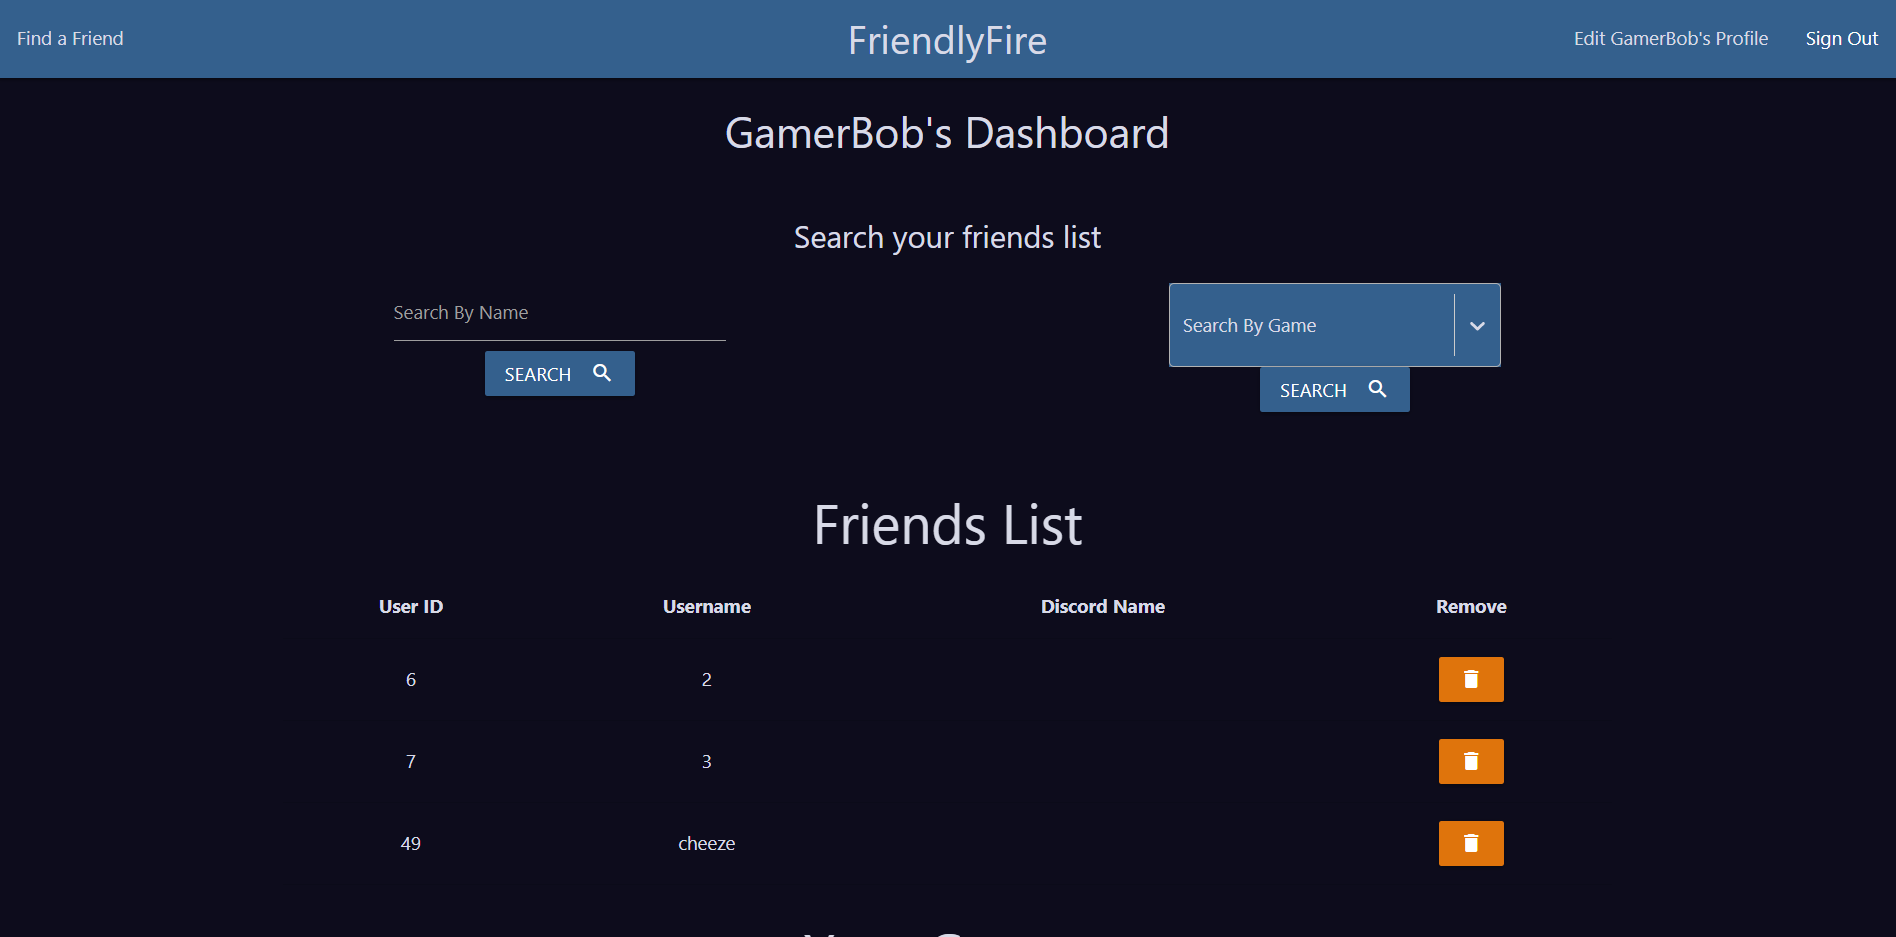 Find a Friend
FriendlyFire
Edit GamerBob's Profile
Sign Out
GamerBob's Dashboard
Search your friends list
Search By Name
SEARCH
Search By Game
SEARCH
Friends List
User ID Username Discord Name Remove
6 2
7 3
49 cheeze